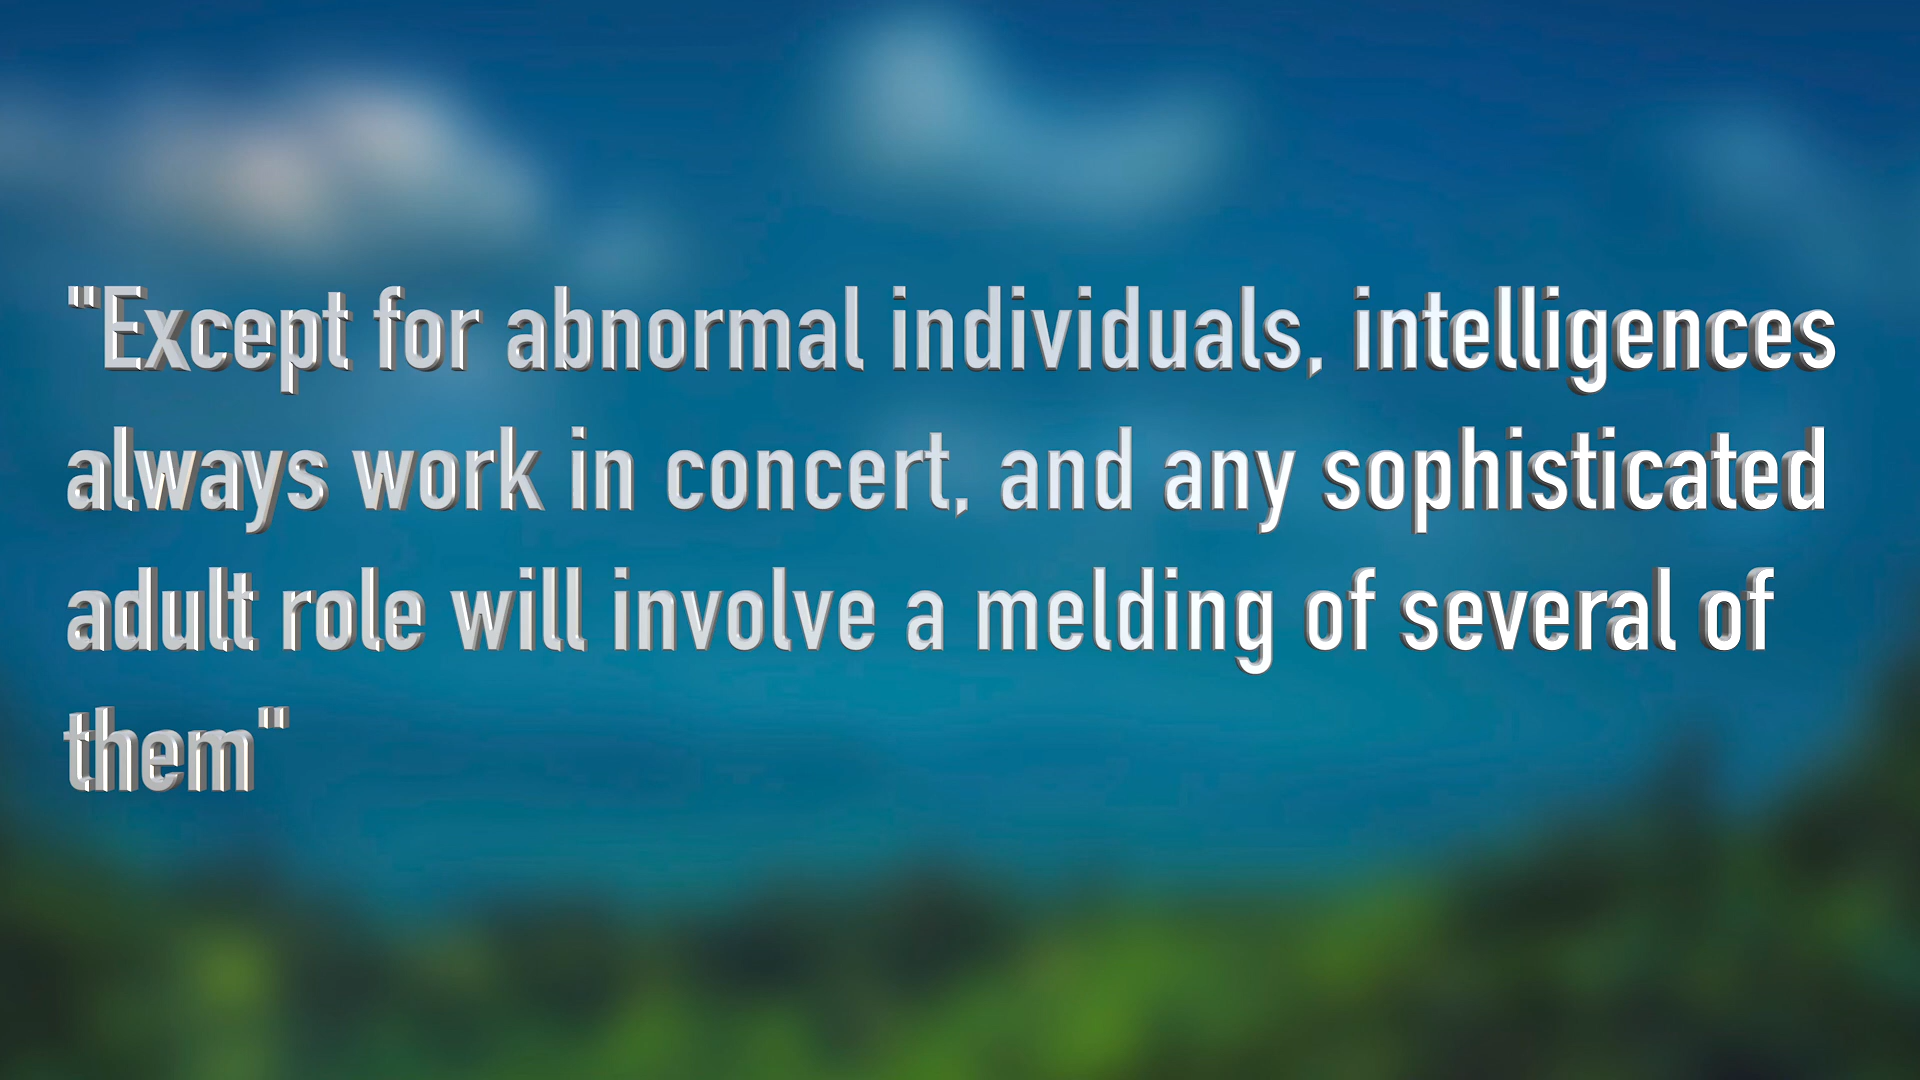 "Except for abnormal individuals, intelligences
always work in concert, and any sophisticated
adult role will involve a melding of several of
them"